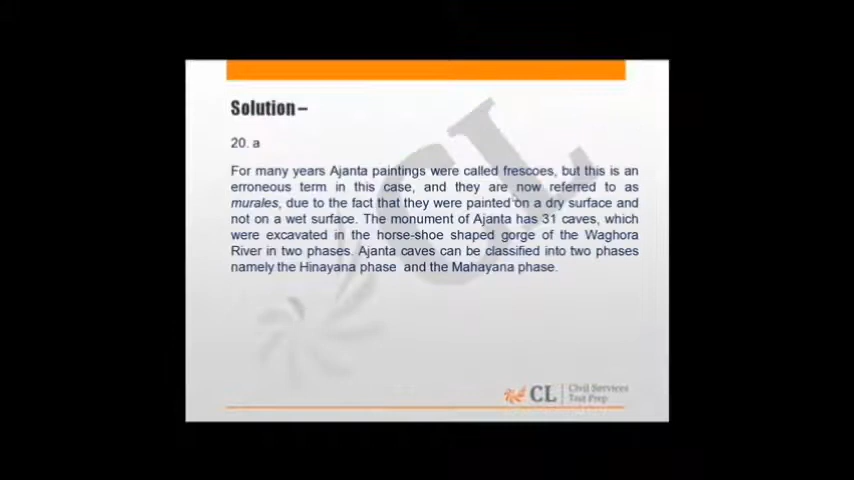 Solution –
20. a
For many years Ajanta paintings were called frescoes, but this is an
erroneous term in this case, and they are now referred to as
murales, due to the fact that they were painted on a dry surface and
not on a wet surface. The monument of Ajanta has 31 caves, which
were excavated in the horse-shoe shaped gorge of the Waghora
River in two phases. Ajanta caves can be classified into two phases
namely the Hinayana phase and the Mahayana phase.
CL
CL
Civil Services
Test Prep